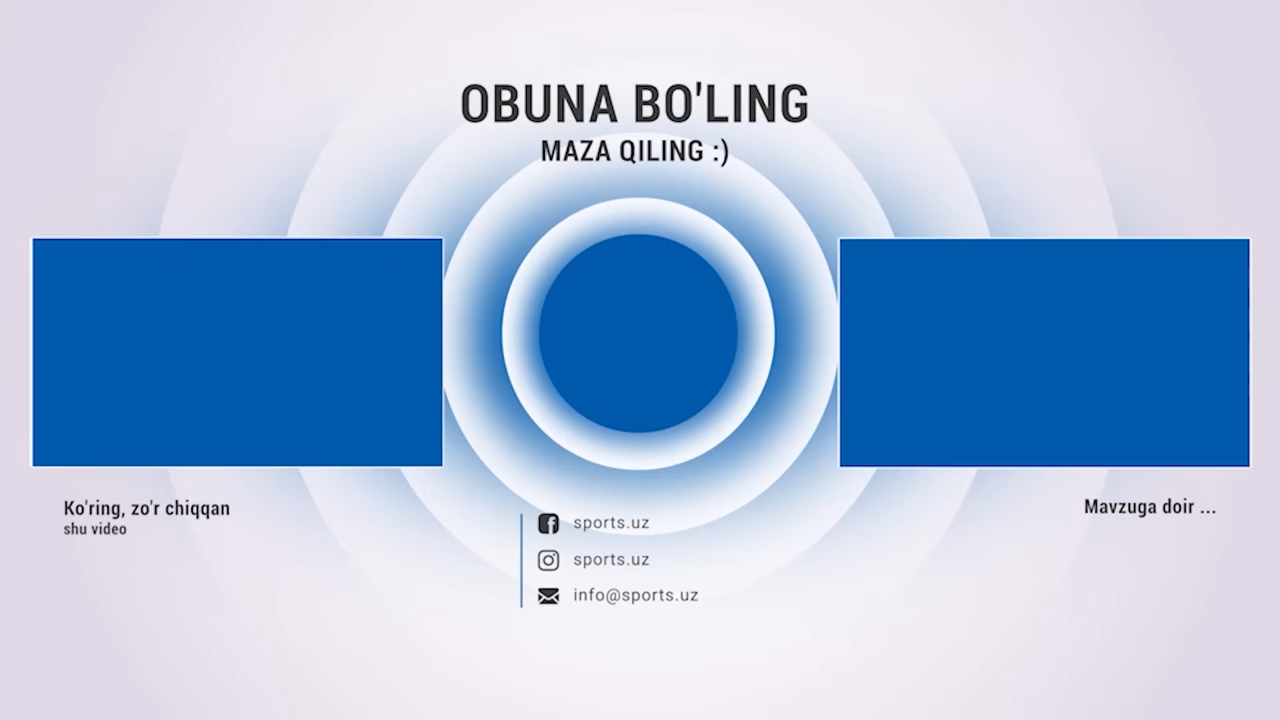 OBUNA BO'LING
MAZA QILING :)
Ko'ring, zo'r chiqqan
shu video
Mavzuga doir ...
sports.uz
sports.uz
info@sports.uz